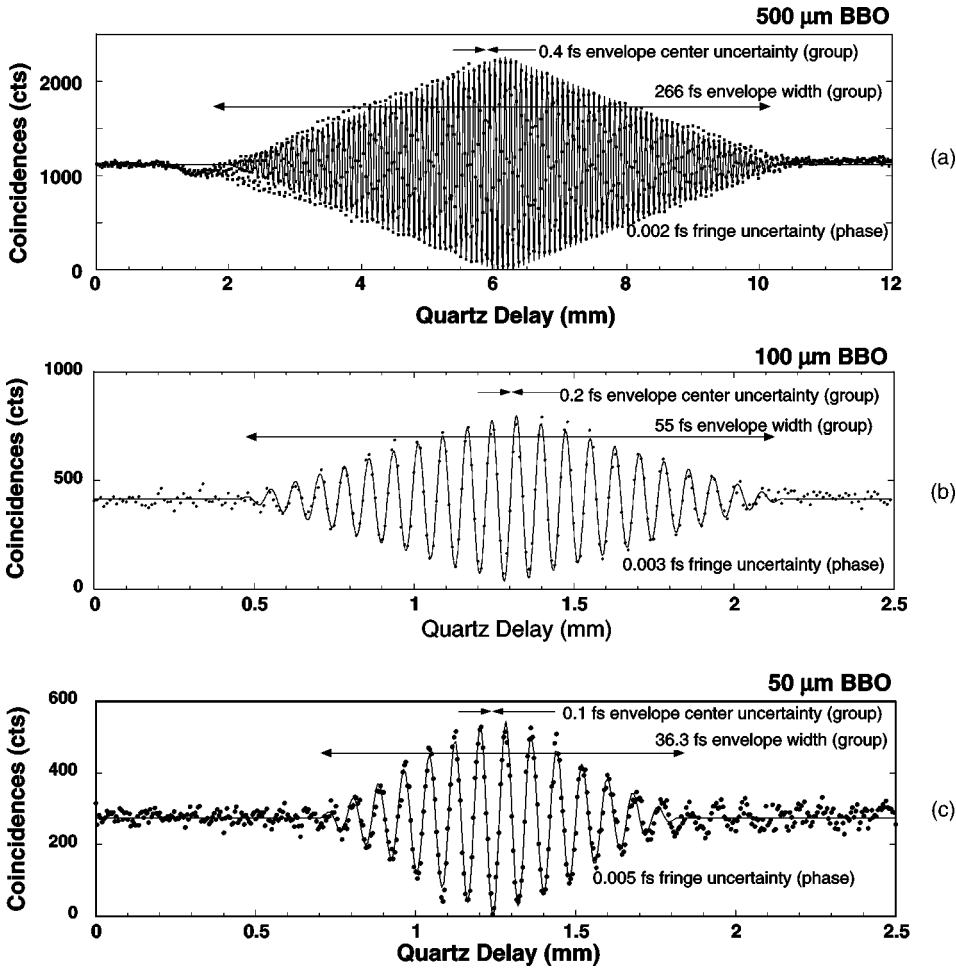 500 μm BBO
0.4 fs envelope center uncertainty (group)
266 fs envelope width (group)
0.002 fs fringe uncertainty (phase)
Coincidences (cts)
2000
1000
0
0 2 4 6 8 10 12
Quartz Delay (mm)
(a)
100 μm BBO
0.2 fs envelope center uncertainty (group)
55 fs envelope width (group)
0.003 fs fringe uncertainty (phase)
Coincidences (cts)
1000
500
0
0 0.5 1 1.5 2 2.5
Quartz Delay (mm)
(b)
50 μm BBO
0.1 fs envelope center uncertainty (group)
36.3 fs envelope width (group)
0.005 fs fringe uncertainty (phase)
Coincidences (cts)
600
400
200
0
0 0.5 1 1.5 2 2.5
Quartz Delay (mm)
(c)